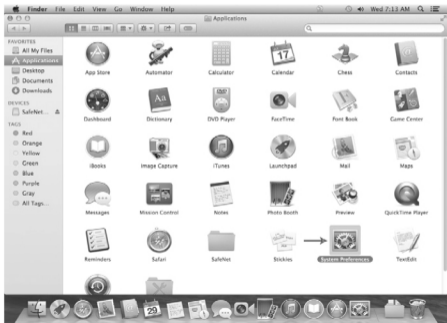 Finder File Edit View Go Window Help
Wed 7:13 AM
Applications
FAVORITES
All My Files
Applications
Desktop
Documents
Downloads
DEVICES
SafeNet...
TAGS
Red
Orange
Yellow
Green
Blue
Purple
Gray
All Tags...
App Store Automator Calculator Calendar Chess Contacts
Dashboard Dictionary DVD Player FaceTime Font Book Game Center
iBooks Image Capture iTunes Launchpad Mail Maps
Messages Mission Control Notes Photo Booth Preview QuickTime Player
Reminders Safari SafeNet Stickies System Preferences TextEdit
17
Aa
29